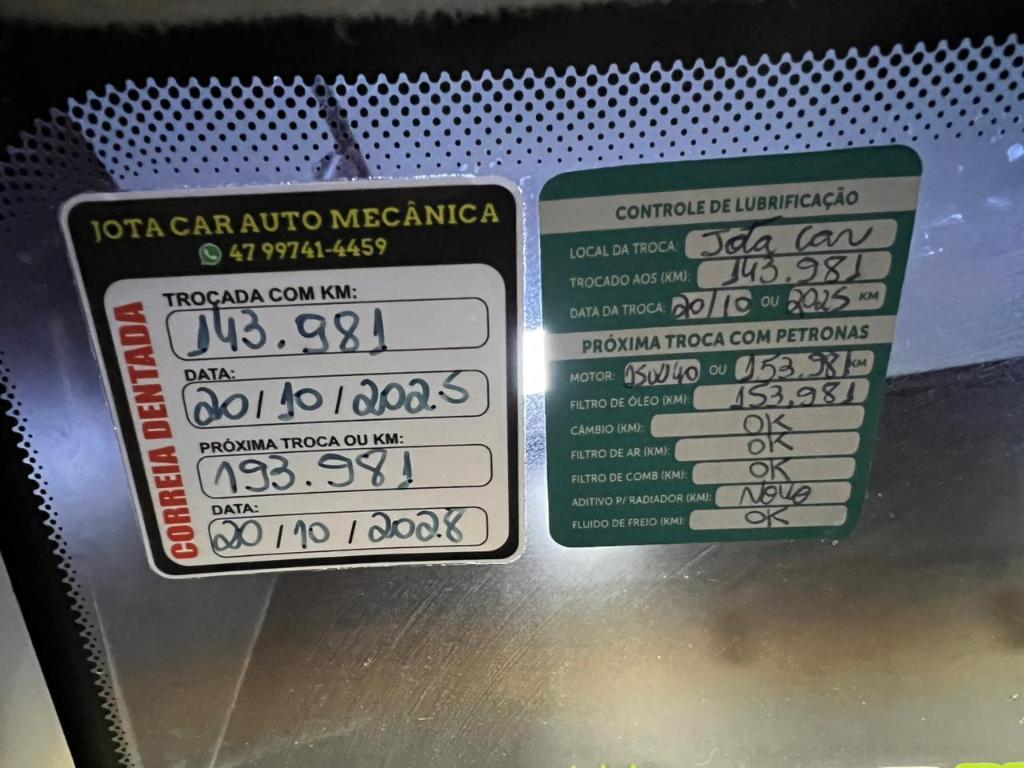 JOTA CAR AUTO MECÂNICA
47 99741-4459
CORREIA DENTADA
TROCADA COM KM:
143.981
DATA:
20/10/2025
PRÓXIMA TROCA OU KM:
193.981
DATA:
20/10/2028
CONTROLE DE LUBRIFICAÇÃO
LOCAL DA TROCA: Jota Car
TROCADO AOS (KM): 143.981
DATA DA TROCA: 20/10 OU 2025 KM
PRÓXIMA TROCA COM PETRONAS
MOTOR: 15W40 OU 153.981 KM
FILTRO DE ÓLEO (KM): 153.981
CÂMBIO (KM): OK
FILTRO DE AR (KM): OK
FILTRO DE COMB (KM): OK
ADITIVO P/ RADIADOR (KM): NOVO
FLUIDO DE FREIO (KM): OK